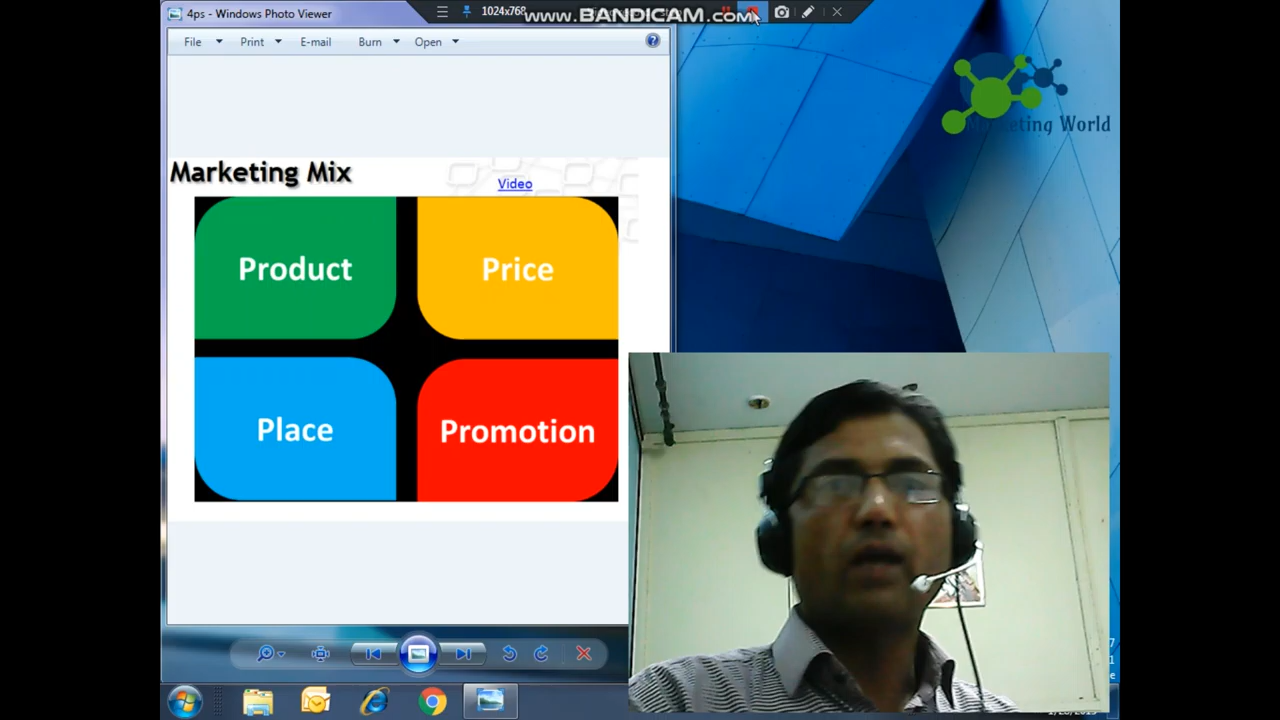 4ps - Windows Photo Viewer
1024x768
www.BANDICAM.com
File Print E-mail Burn Open
Marketing World
Marketing Mix
Video
Product
Price
Place
Promotion